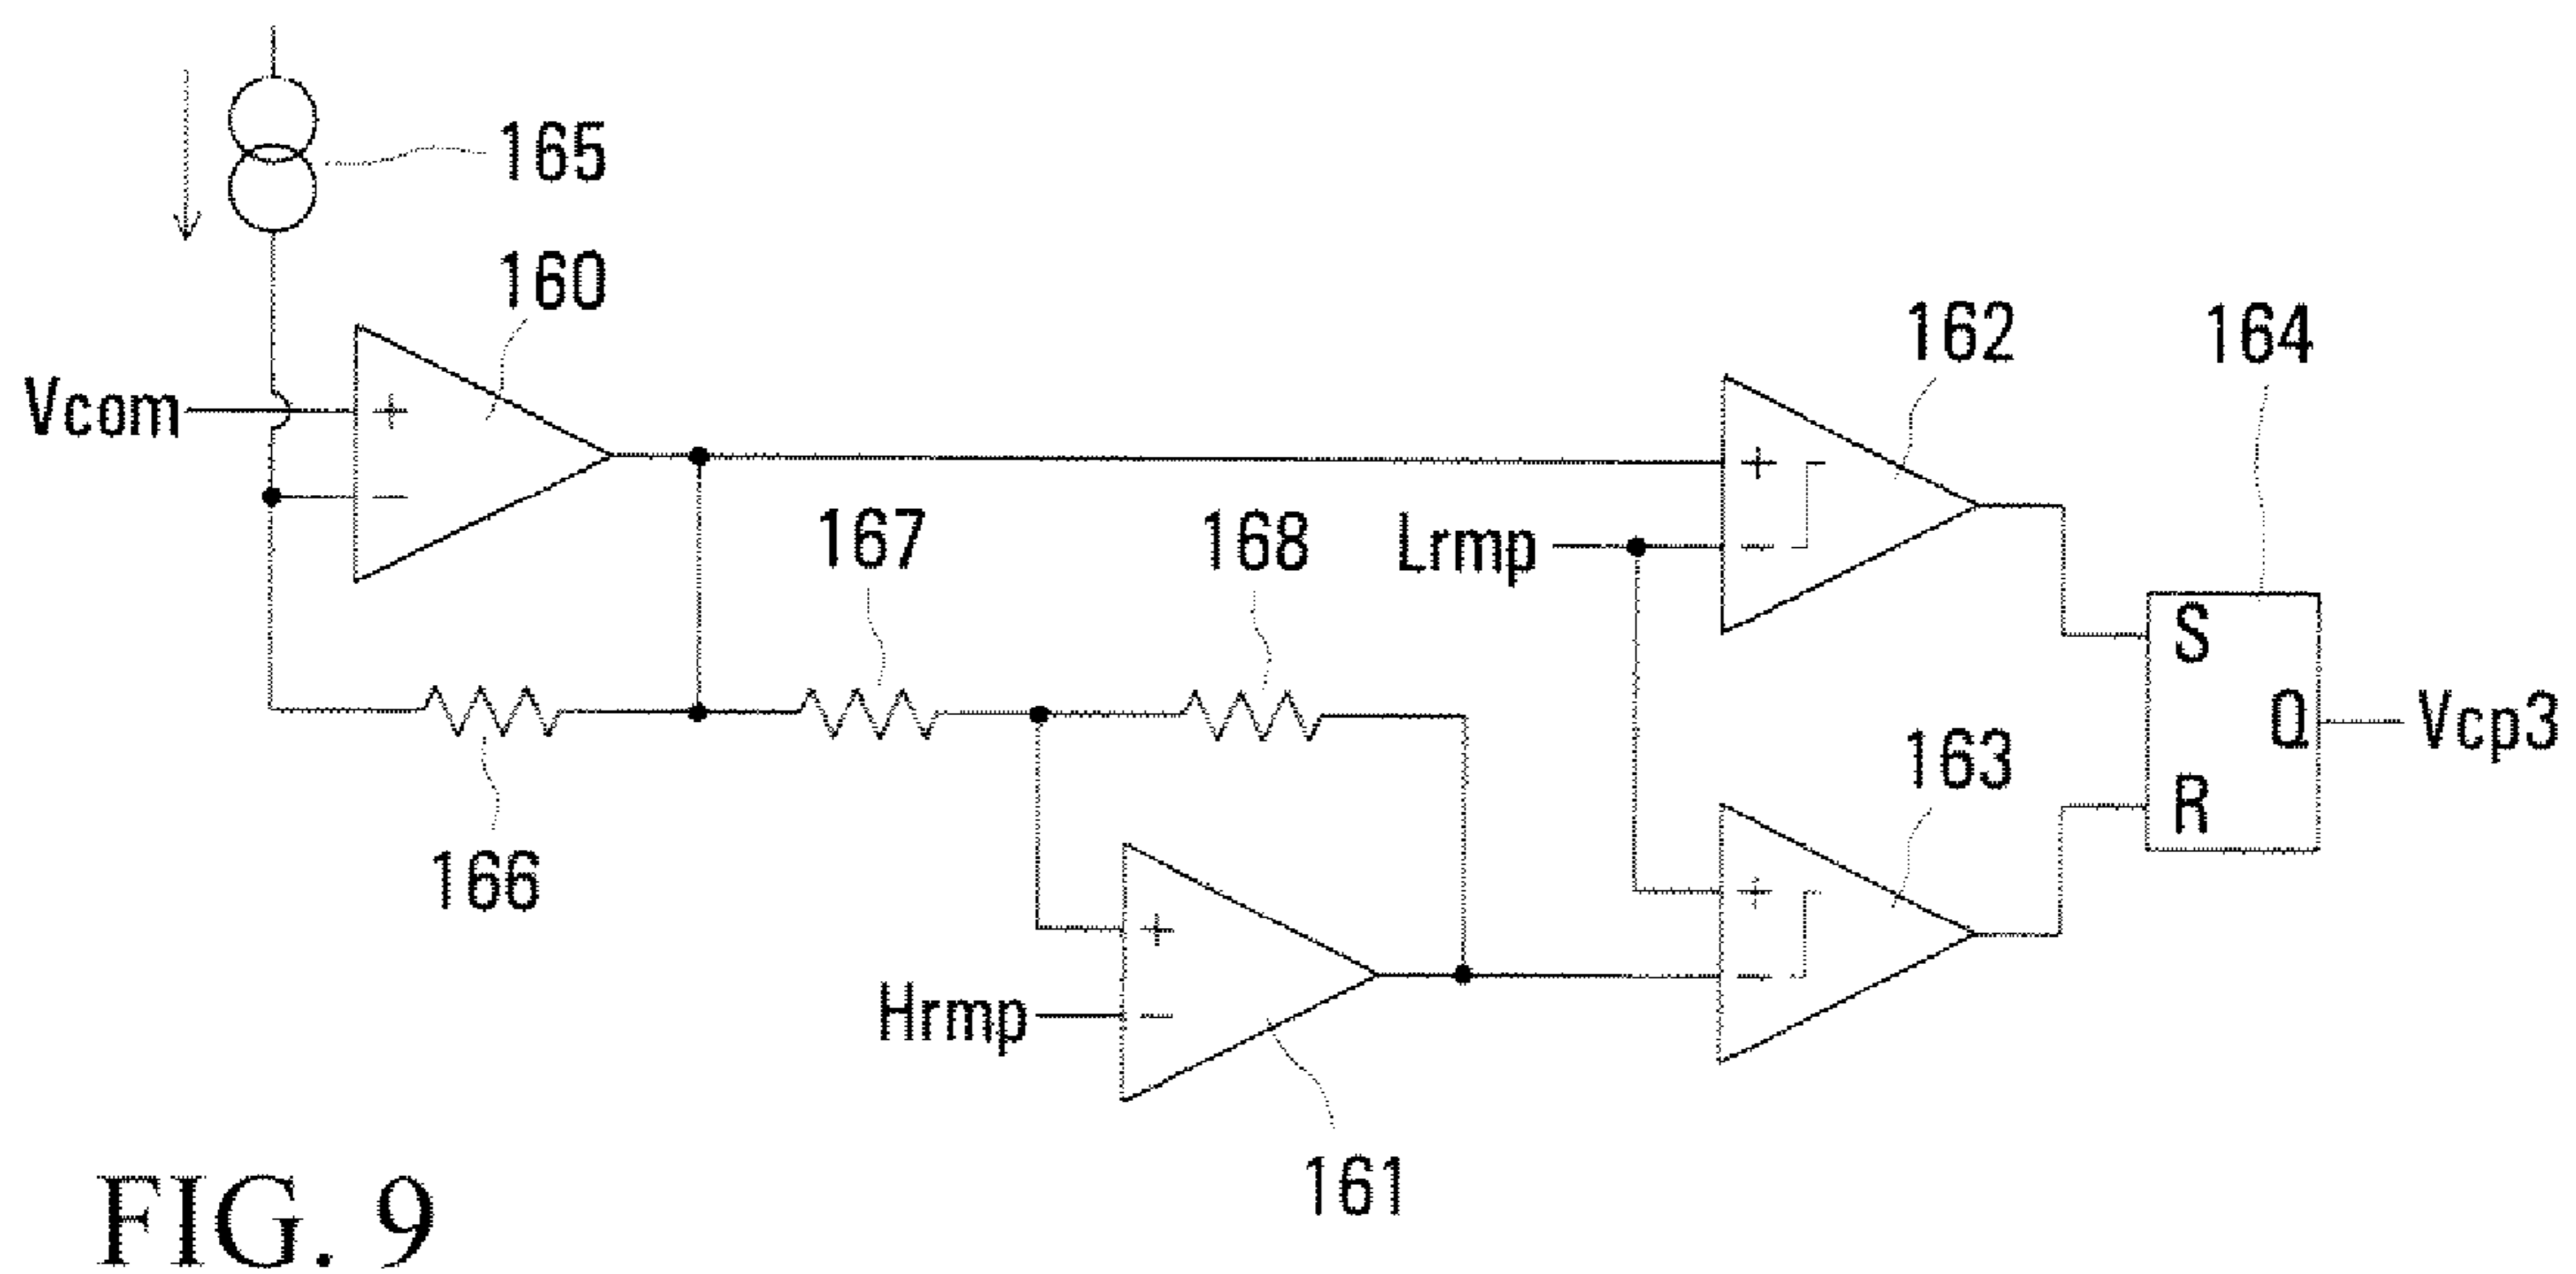 165
160
162
164
Vcom
+
−
167
168
Lrmp
+
−
S
Q
R
Vcp3
166
163
+
−
+
−
Hrmp
161
FIG. 9